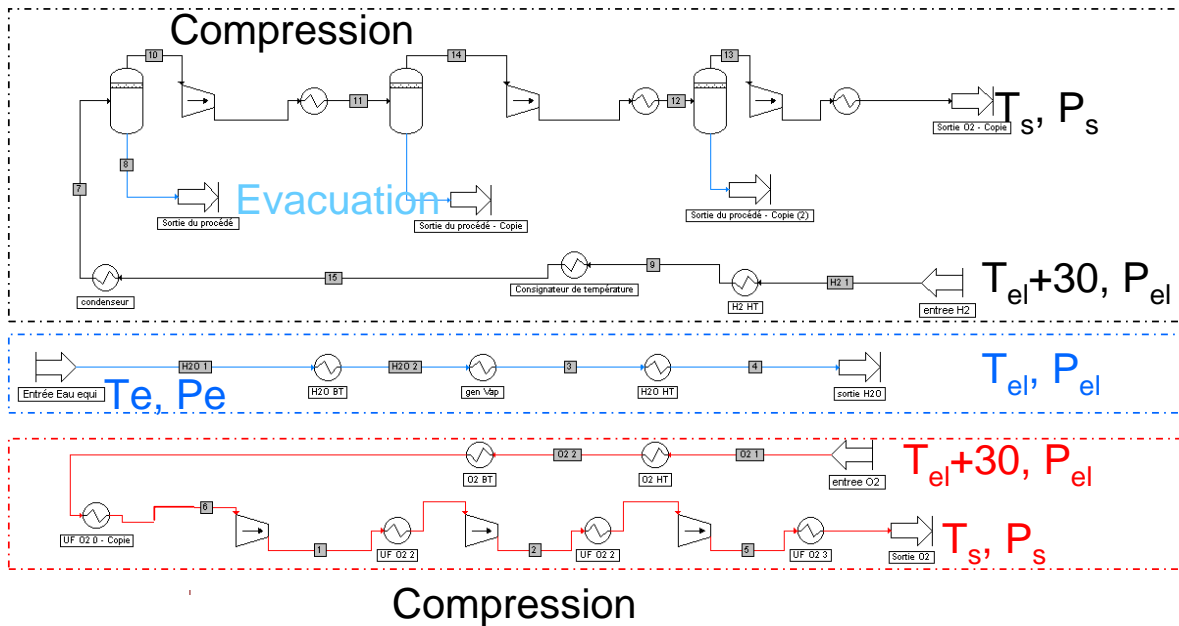 Compression
10
14
13
11
12
Ts, Ps
Sortie O2 - Copie
7
8
Evacuation
Sortie du procédé
Sortie du procédé - Copie
Sortie du procédé - Copie (2)
15
9
H2 1
Tel+30, Pel
condenseur
Consignateur de température
H2 HT
entree H2
H2O 1
H2O 2
3
4
Tel, Pel
Entrée Eau equi
Te, Pe
H2O BT
gen Vap
H2O HT
sortie H2O
O2 2
O2 1
Tel+30, Pel
O2 BT
O2 HT
entree O2
6
UF O2 0 - Copie
1
UF O2 2
2
UF O2 2
5
UF O2 3
Sortie O2
Ts, Ps
Compression